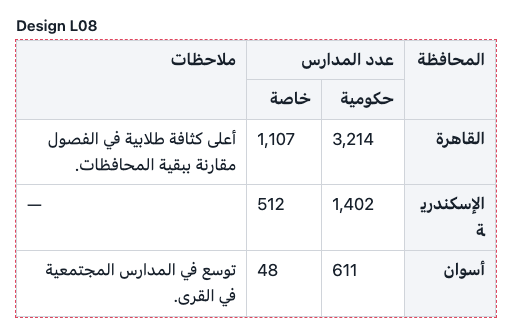 Design L08
المحافظة
عدد المدارس
ملاحظات
حكومية
خاصة
القاهرة
3,214
1,107
أعلى كثافة طلابية في الفصول
مقارنة ببقية المحافظات.
الإسكندري
ة
1,402
512
—
أسوان
611
48
توسع في المدارس المجتمعية
في القرى.